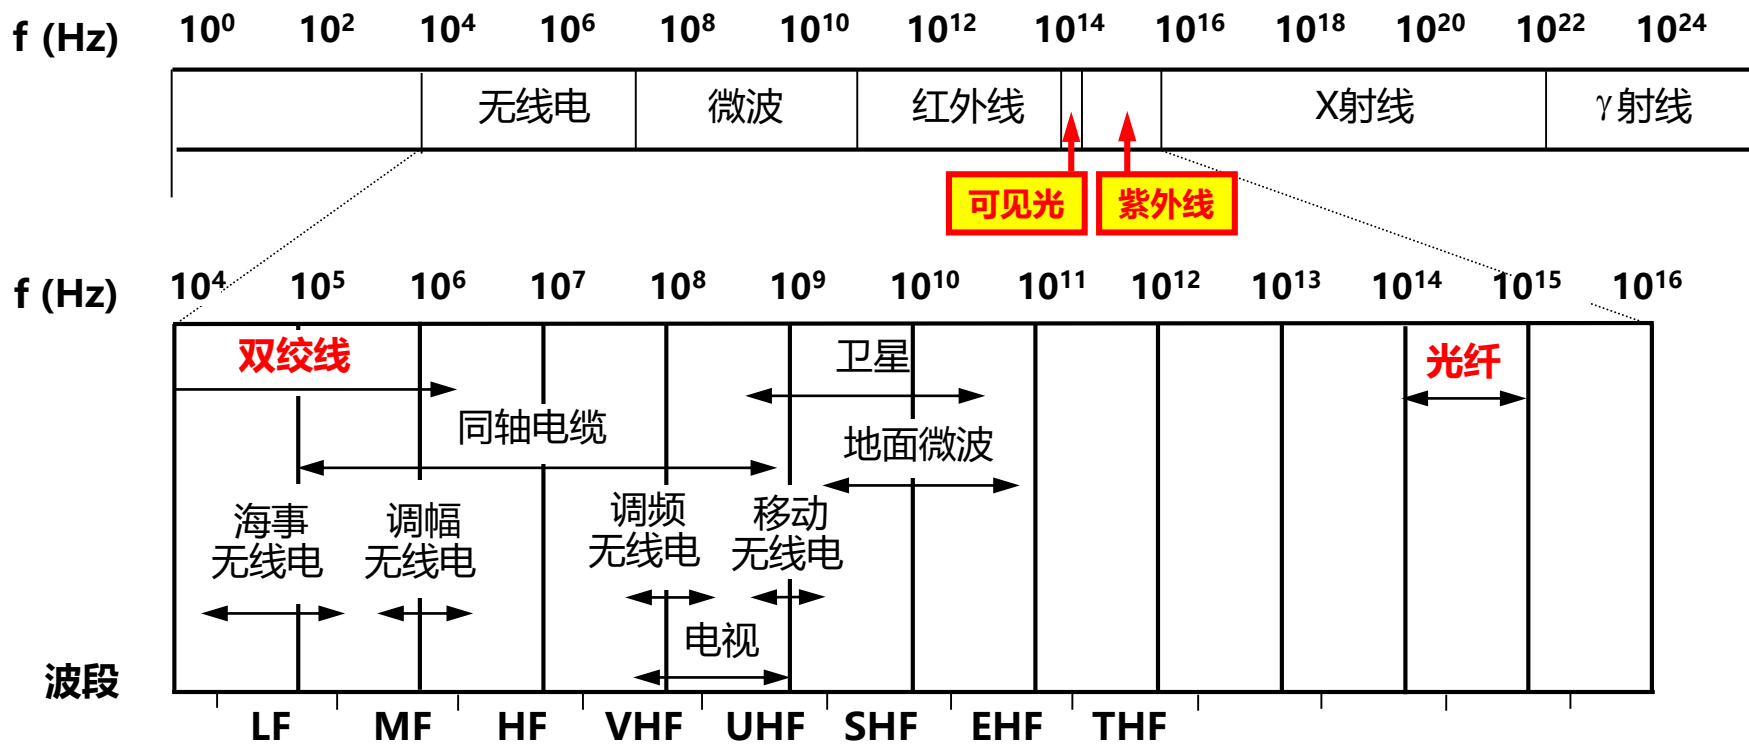 f (Hz) 10⁰ 10² 10⁴ 10⁶ 10⁸ 10¹⁰ 10¹² 10¹⁴ 10¹⁶ 10¹⁸ 10²⁰ 10²² 10²⁴
无线电 微波 红外线 X射线 γ射线
可见光 紫外线
f (Hz) 10⁴ 10⁵ 10⁶ 10⁷ 10⁸ 10⁹ 10¹⁰ 10¹¹ 10¹² 10¹³ 10¹⁴ 10¹⁵ 10¹⁶
双绞线 卫星 光纤
同轴电缆 地面微波
海事 调幅 调频 移动
无线电 无线电 无线电 无线电
电视
波段
LF MF HF VHF UHF SHF EHF THF